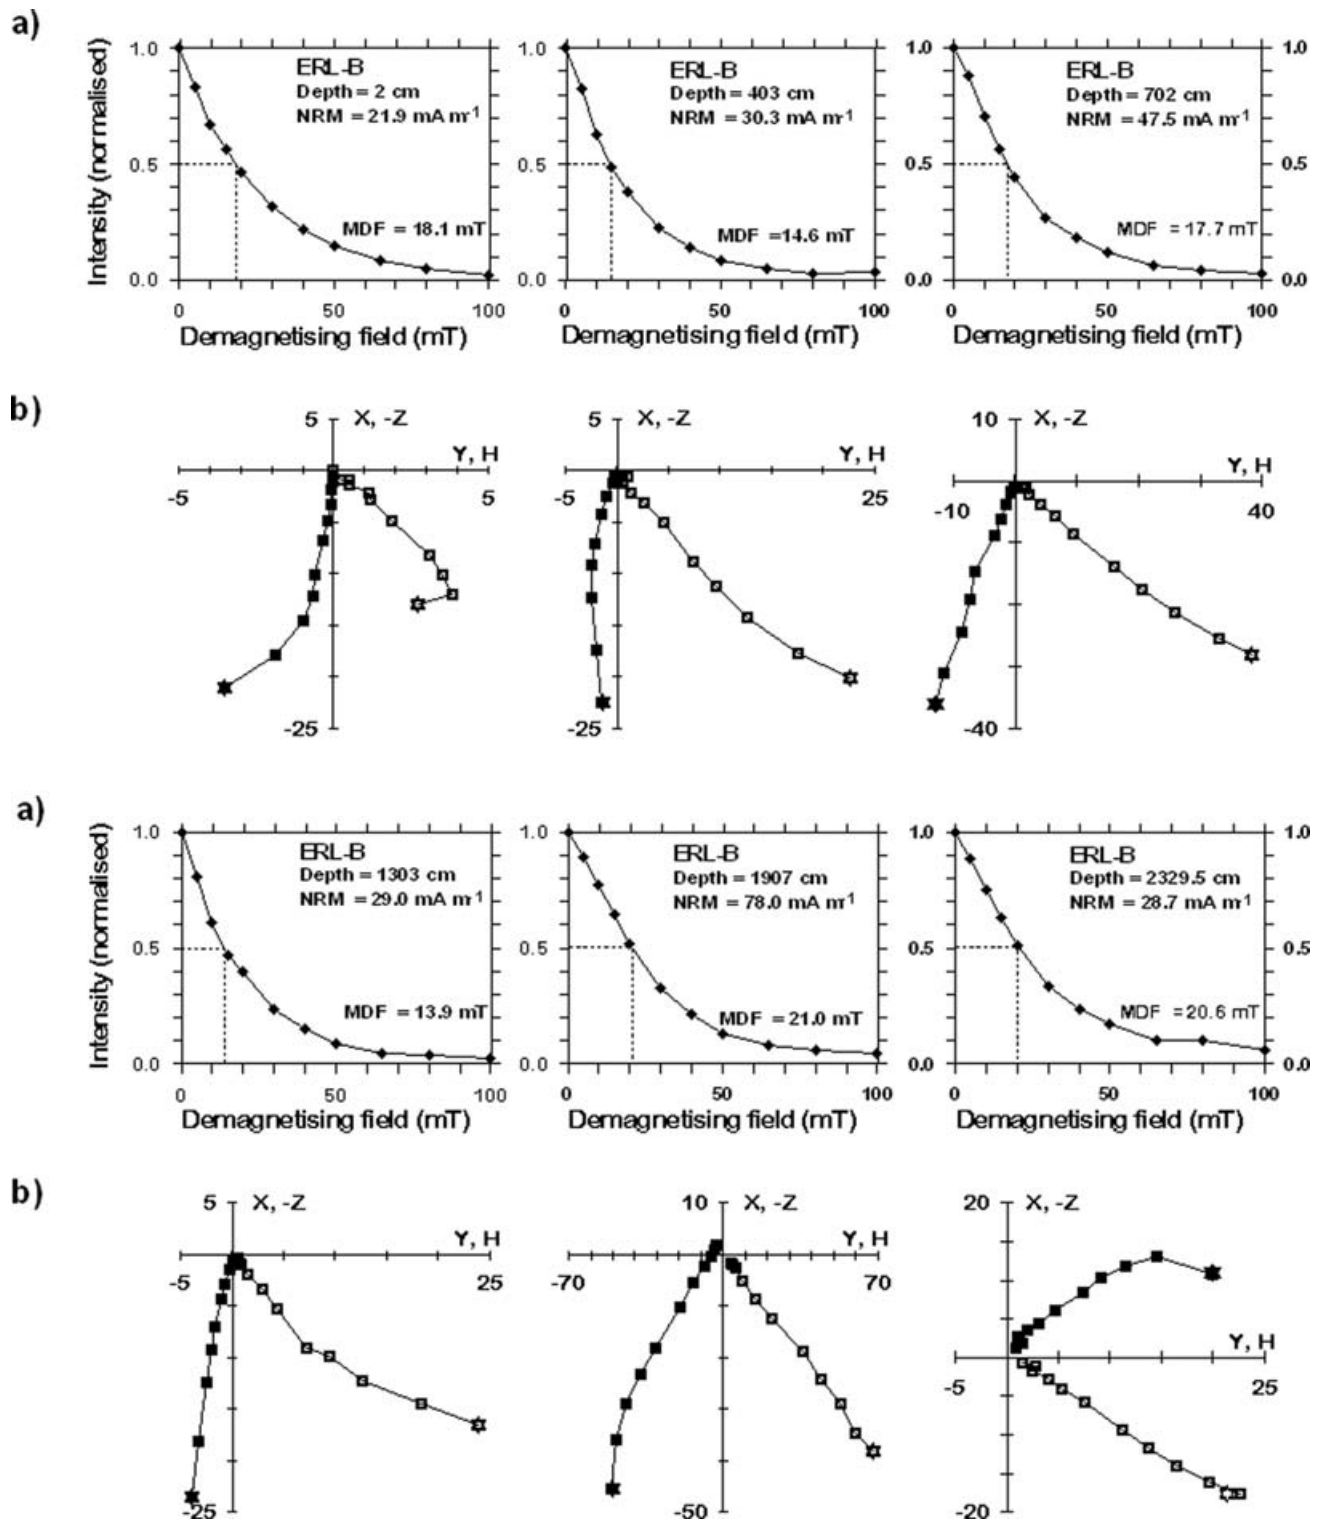 a)
1.0
0.5
0.0
Intensity (normalised)
ERL-B
Depth = 2 cm
NRM = 21.9 mA m-1
MDF = 18.1 mT
0 50 100
Demagnetising field (mT)
1.0
0.5
0.0
ERL-B
Depth = 403 cm
NRM = 30.3 mA m-1
MDF =14.6 mT
0 50 100
Demagnetising field (mT)
1.0
0.5
0.0
ERL-B
Depth = 702 cm
NRM = 47.5 mA m-1
MDF = 17.7 mT
1.0
0.5
0.0
0 50 100
Demagnetising field (mT)
b)
5 X, -Z
Y, H
-5 5
-25
5 X, -Z
Y, H
-5 25
-25
10 X, -Z
Y, H
-10 40
-40
a)
1.0
0.5
0.0
Intensity (normalised)
ERL-B
Depth = 1303 cm
NRM = 29.0 mA m-1
MDF = 13.9 mT
0 50 100
Demagnetising field (mT)
1.0
0.5
0.0
ERL-B
Depth = 1907 cm
NRM = 78.0 mA m-1
MDF = 21.0 mT
0 50 100
Demagnetising field (mT)
1.0
0.5
0.0
ERL-B
Depth = 2329.5 cm
NRM = 28.7 mA m-1
MDF =20.6 mT
1.0
0.5
0.0
0 50 100
Demagnetising field (mT)
b)
5 X, -Z
Y, H
-5 25
-25
10 X, -Z
Y, H
-70 70
-50
20 X, -Z
Y, H
-5 25
-20